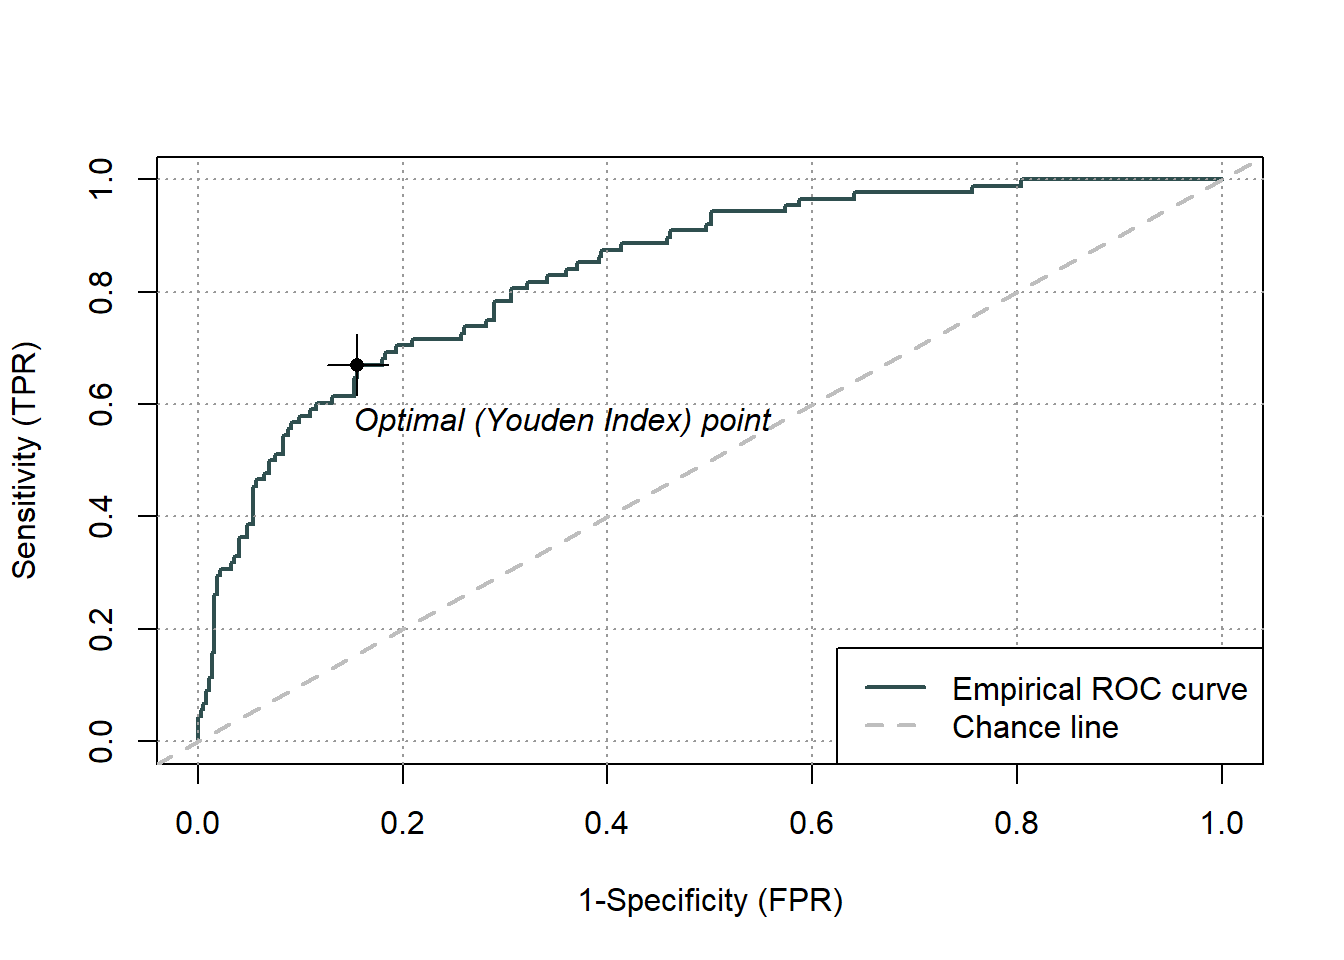 Sensitivity (TPR)
1.0
0.8
0.6
0.4
0.2
0.0
Optimal (Youden Index) point
Empirical ROC curve
Chance line
0.0 0.2 0.4 0.6 0.8 1.0
1-Specificity (FPR)